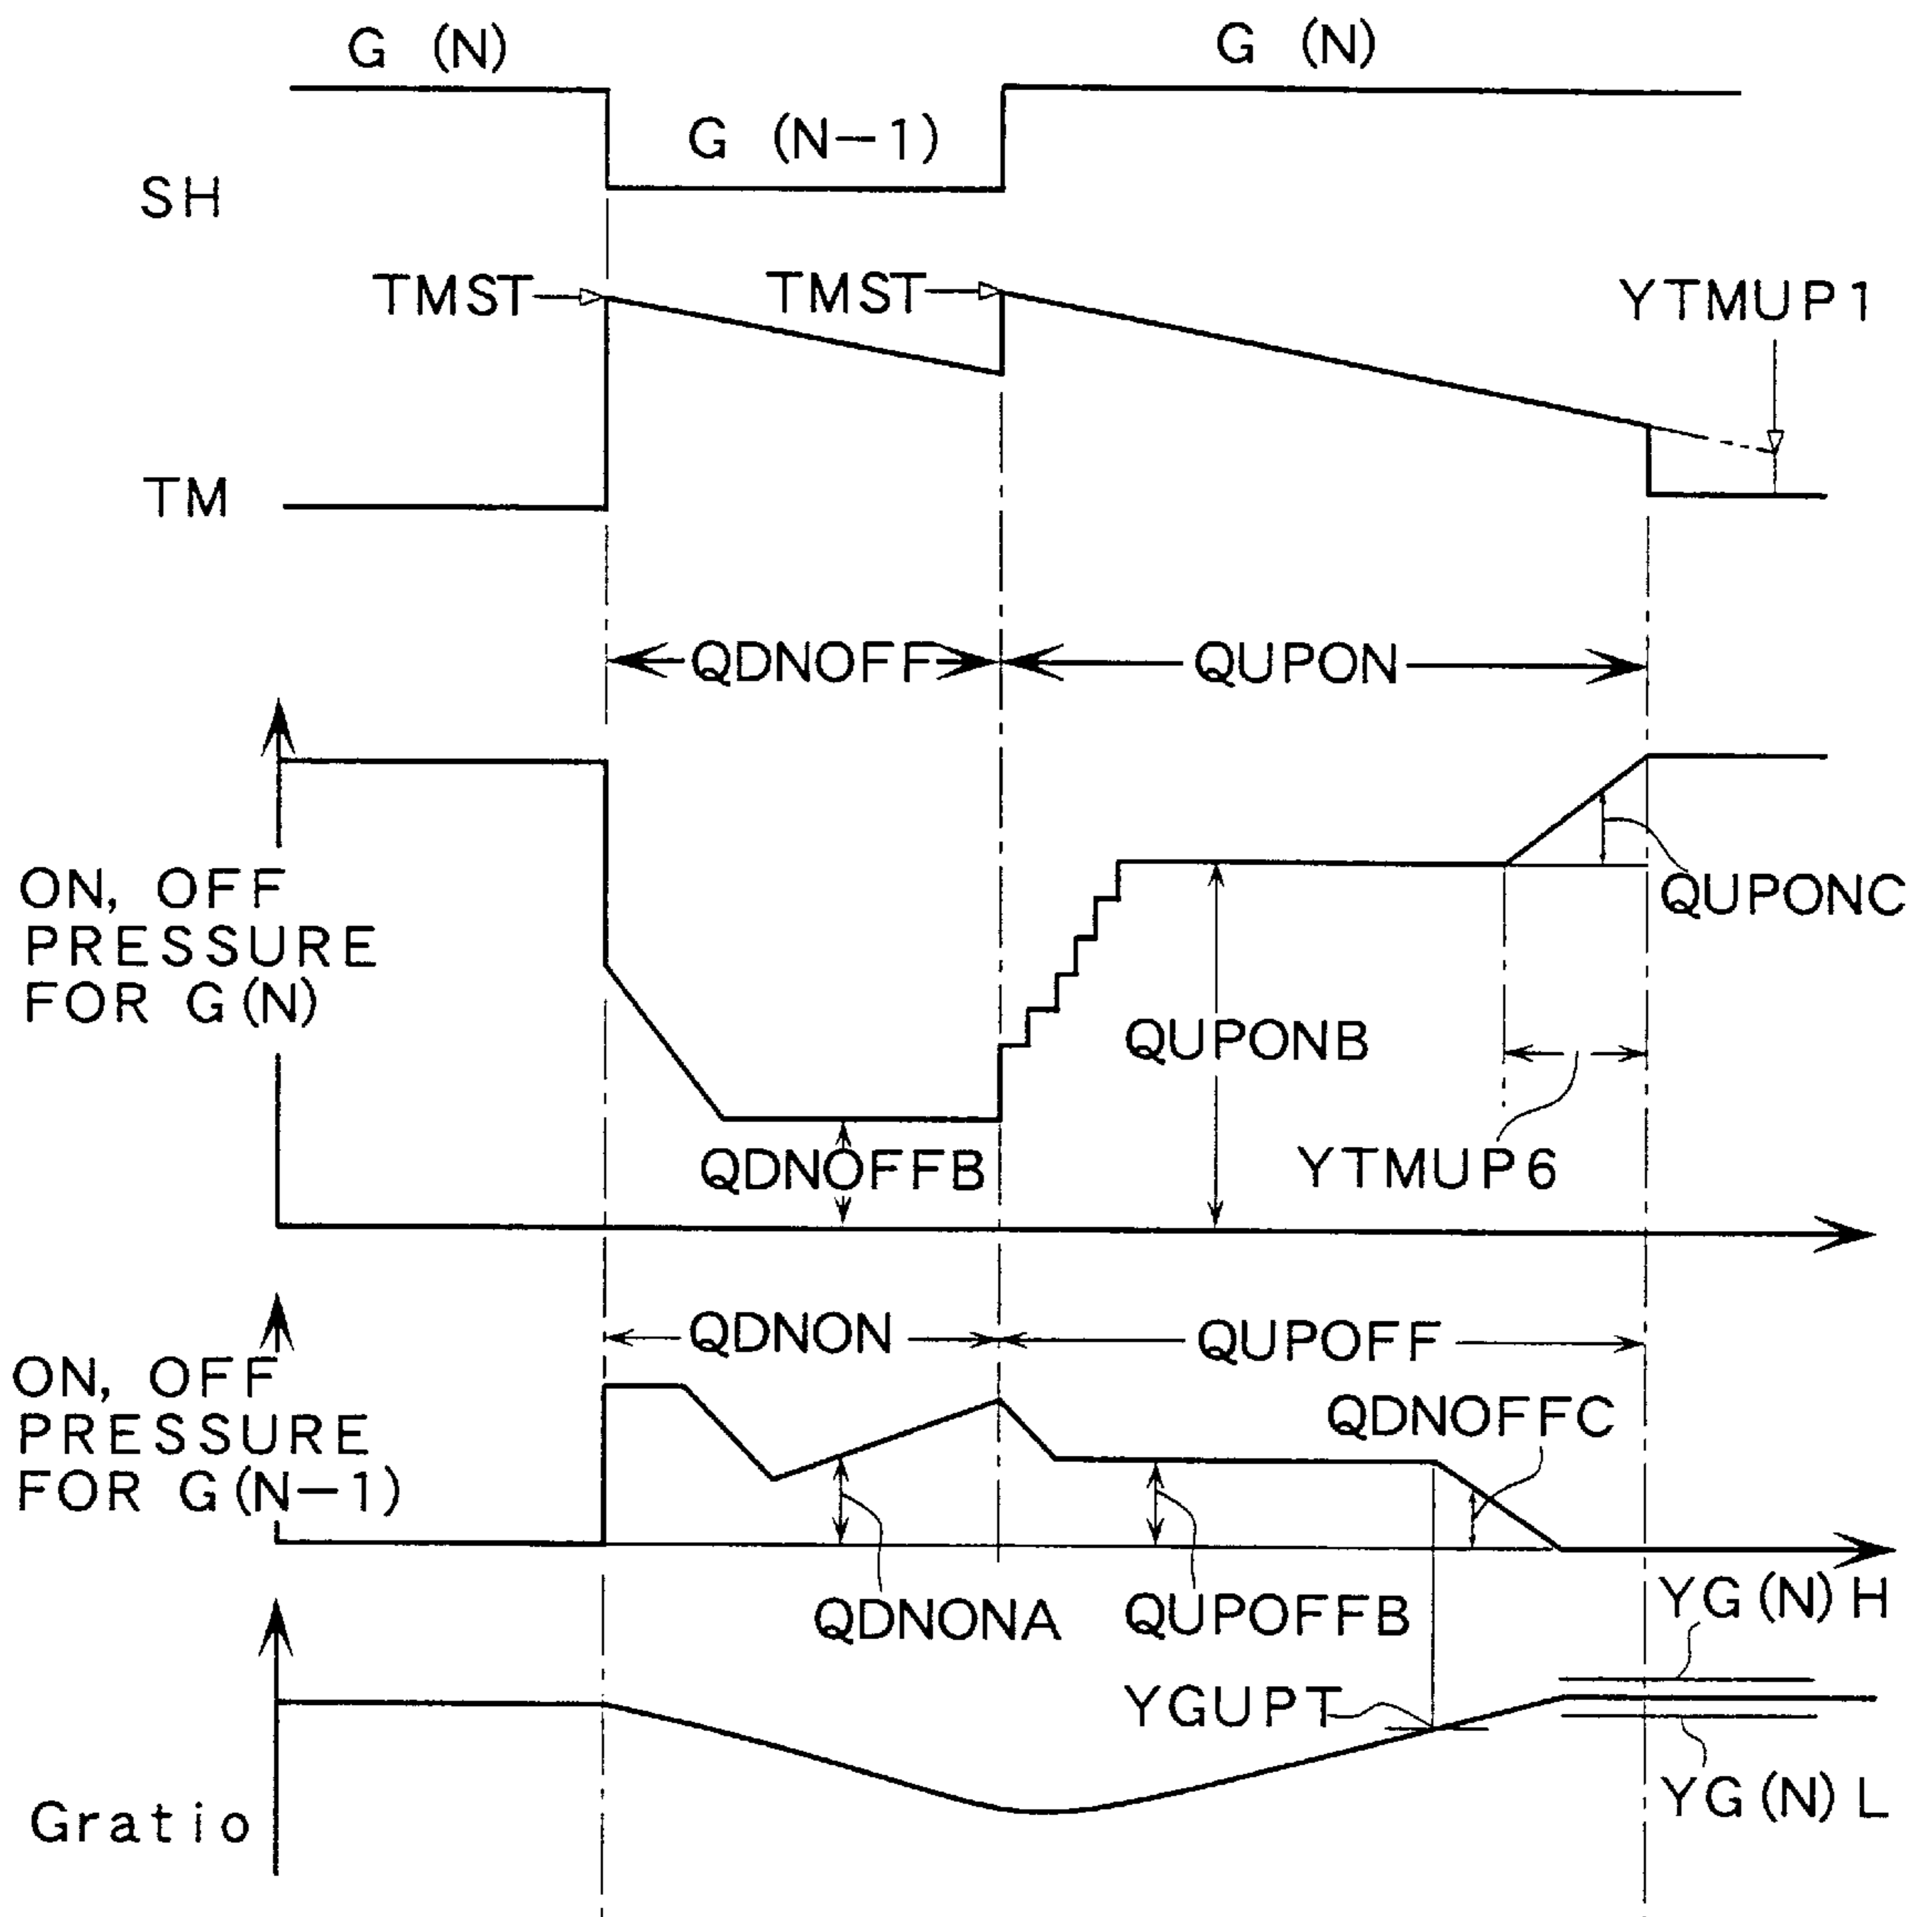 G (N)
G (N)
G (N−1)
SH
TMST
TMST
YTMUP1
TM
QDNOFF
QUPON
ON, OFF
PRESSURE
FOR G(N)
QUPONC
QUPONB
QDNOFFB
YTMUP6
QDNON
QUPOFF
ON, OFF
PRESSURE
FOR G(N−1)
QDNOFFC
QDNONA
QUPOFFB
YG(N)H
YGUPT
YG(N)L
Gratio